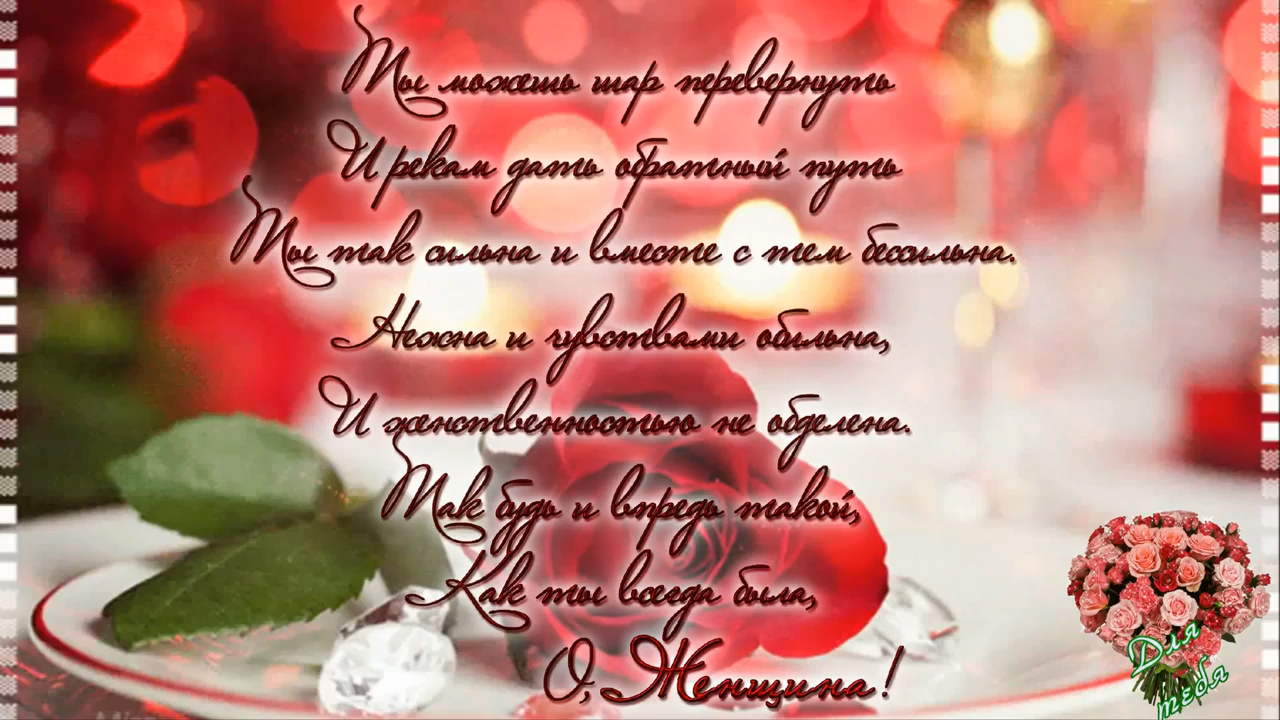 Ты можешь шар перевернуть
И рекам дать обратный путь
Ты так сильна и вместе с тем бессильна.
Нежна и чувствами обильна,
И женственностью не обделена.
Так будь и впредь такой,
Как ты всегда была,
О, Женщина!
Для
тебя